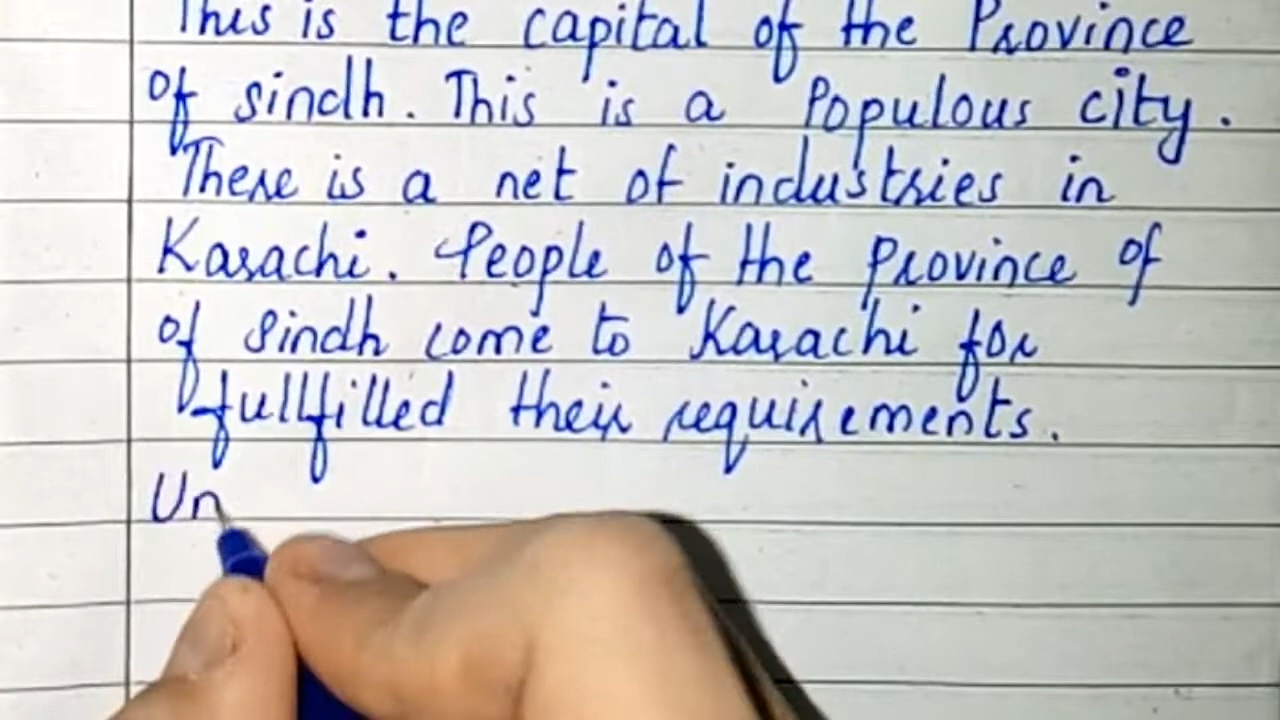 This is the capital of the Province
of sindh. This is a Populous city.
There is a net of industries in
Karachi. People of the Province of
of sindh come to Karachi for
fullfilled their requirements.
Un